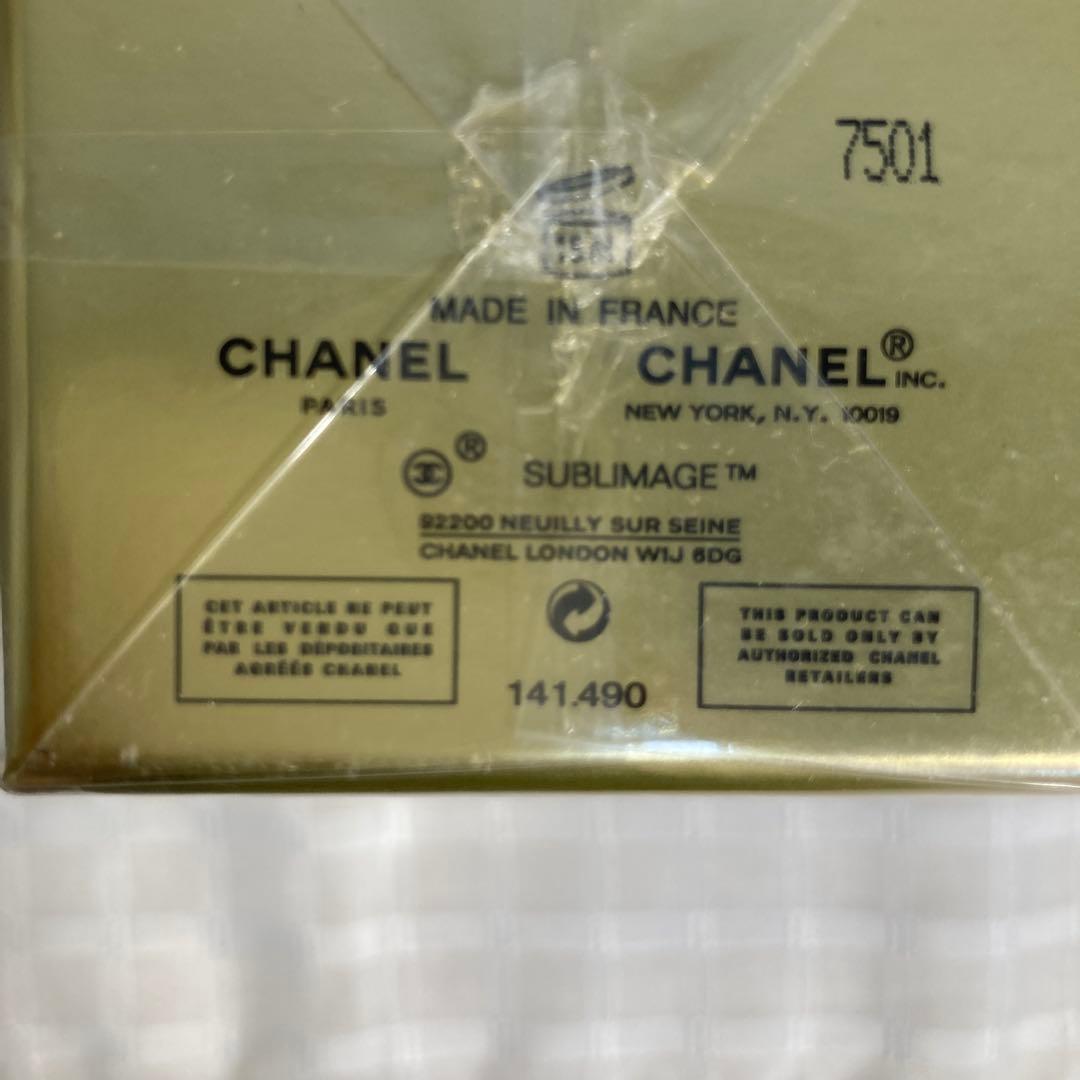 7501
MADE IN FRANCE
CHANEL
PARIS
CHANEL® INC.
NEW YORK, N.Y. 10019
® SUBLIMAGE™
92200 NEUILLY SUR SEINE
CHANEL LONDON W1J 6DG
CET ARTICLE NE PEUT
ÊTRE VENDU QUE
PAR LES DÉPOSITAIRES
AGRÉÉS CHANEL
141.490
THIS PRODUCT CAN
BE SOLD ONLY BY
AUTHORIZED CHANEL
RETAILERS